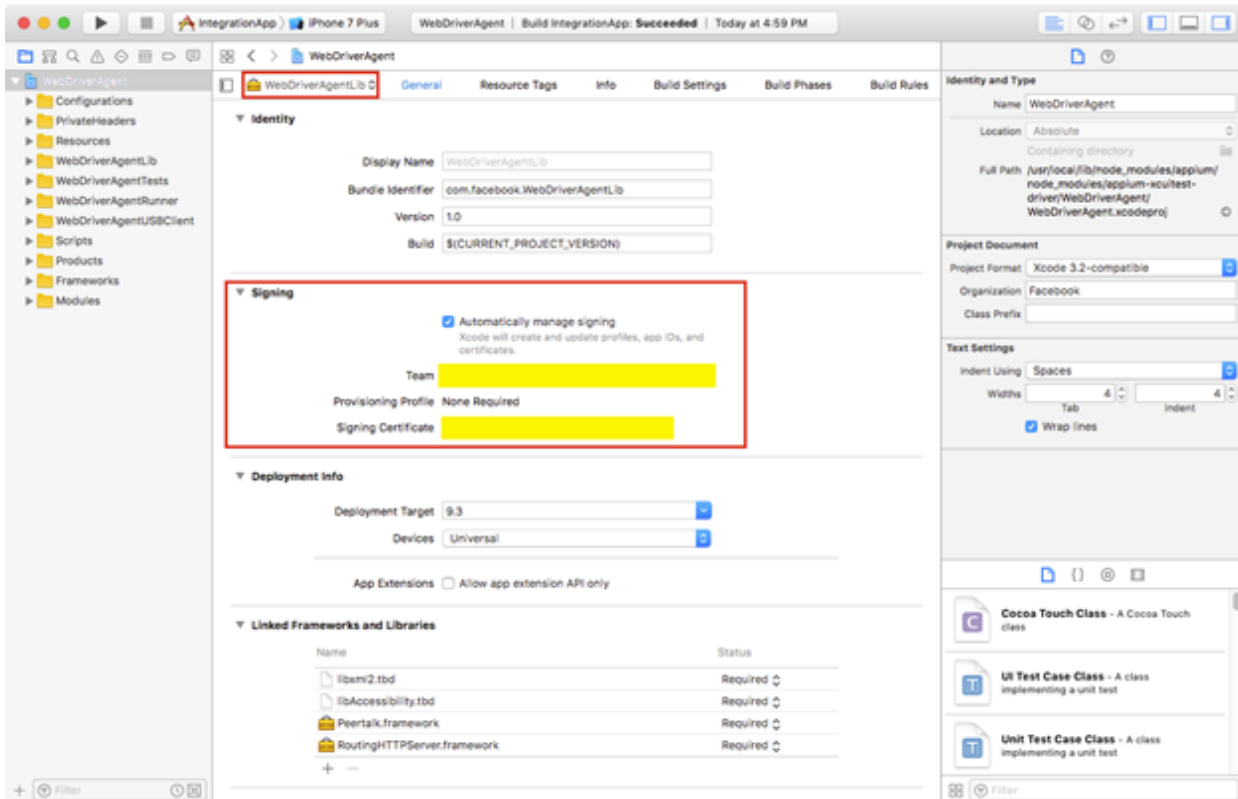 IntegrationApp
iPhone 7 Plus
WebDriverAgent | Build IntegrationApp: Succeeded | Today at 4:59 PM
WebDriverAgent
WebDriverAgent
Configurations
PrivateHeaders
Resources
WebDriverAgentLib
WebDriverAgentTests
WebDriverAgentRunner
WebDriverAgentUSBClient
Scripts
Products
Frameworks
Modules
Filter
WebDriverAgentLib General Resource Tags Info Build Settings Build Phases Build Rules
Identity
Display Name WebDriverAgentLib
Bundle Identifier com.facebook.WebDriverAgentLib
Version 1.0
Build $(CURRENT_PROJECT_VERSION)
Signing
Automatically manage signing
Xcode will create and update profiles, app IDs, and
certificates.
Team
Provisioning Profile None Required
Signing Certificate
Deployment Info
Deployment Target 9.3
Devices Universal
App Extensions Allow app extension API only
Linked Frameworks and Libraries
Name Status
libxml2.tbd Required
libAccessibility.tbd Required
Peertalk.framework Required
RoutingHTTPServer.framework Required
Identity and Type
Name WebDriverAgent
Location Absolute
Containing directory
Full Path /usr/local/lib/node_modules/appium/
node_modules/appium-xcuitest-
driver/WebDriverAgent/
WebDriverAgent.xcodeproj
Project Document
Project Format Xcode 3.2-compatible
Organization Facebook
Class Prefix
Text Settings
Indent Using Spaces
Widths 4 4
Tab Indent
Wrap lines
C
Cocoa Touch Class - A Cocoa Touch
class
T
UI Test Case Class - A class
implementing a unit test
T
Unit Test Case Class - A class
implementing a unit test
Filter